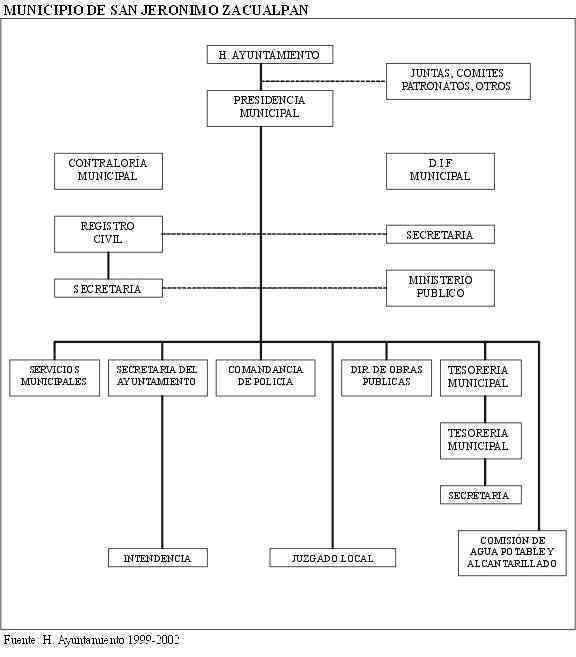 MUNICIPIO DE SAN JERONIMO ZACUALPAN
H. AYUNTAMIENTO
JUNTAS, COMITES
PATRONATOS, OTROS
PRESIDENCIA
MUNICIPAL
CONTRALORÍA
MUNICIPAL
D I F
MUNICIPAL
REGISTRO
CIVIL
SECRETARIA
SECRETARIA
MINISTERIO
PUBLICO
SERVICIOS
MUNICIPALES
SECRETARIA DEL
AYUNTAMIENTO
COMANDANCIA
DE POLICIA
DIR. DE OBRAS
PUBLICAS
TESORERIA
MUNICIPAL
TESORERIA
MUNICIPAL
SECRETARIA
INTENDENCIA
JUZGADO LOCAL
COMISIÓN DE
AGUA POTABLE Y
ALCANTARILLADO
Fuente: H. Ayuntamiento 1999-2002